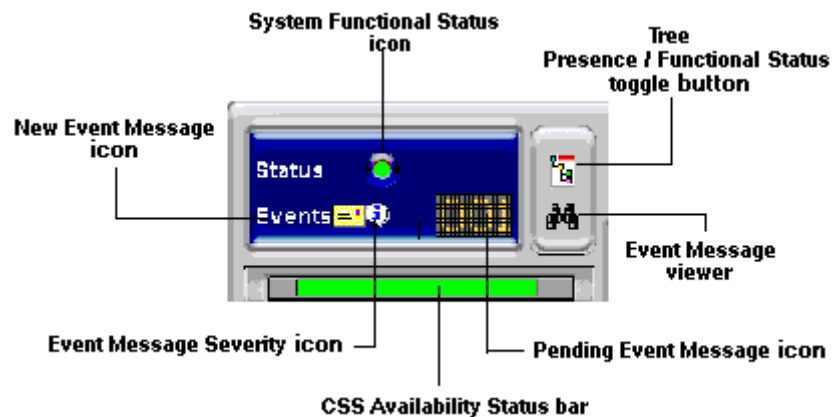 System Functional Status
icon
Tree
Presence / Functional Status
toggle button
New Event Message
icon
Status
Events
Event Message
viewer
Event Message Severity icon
Pending Event Message icon
CSS Availability Status bar